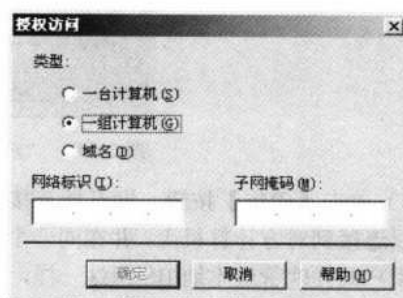 授权访问
类型:
一台计算机(S)
一组计算机(G)
域名(D)
网络标识(I): 子网掩码(M):
确定 取消 帮助(H)